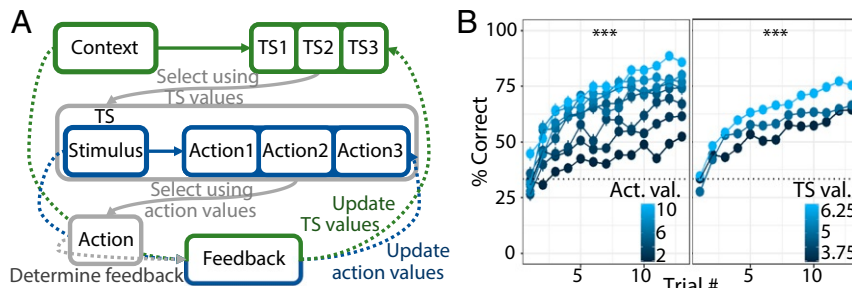 A
Context
TS1 TS2 TS3
Select using
TS values
TS
Stimulus
Action1 Action2 Action3
Select using
action values
Action
Update
TS values
Feedback
Update
action values
Determine feedback
B
% Correct
100
75
50
25
0
***
***
Act. val.
10
6
2
TS val.
6.25
5
3.75
5 10
5 10
Trial #